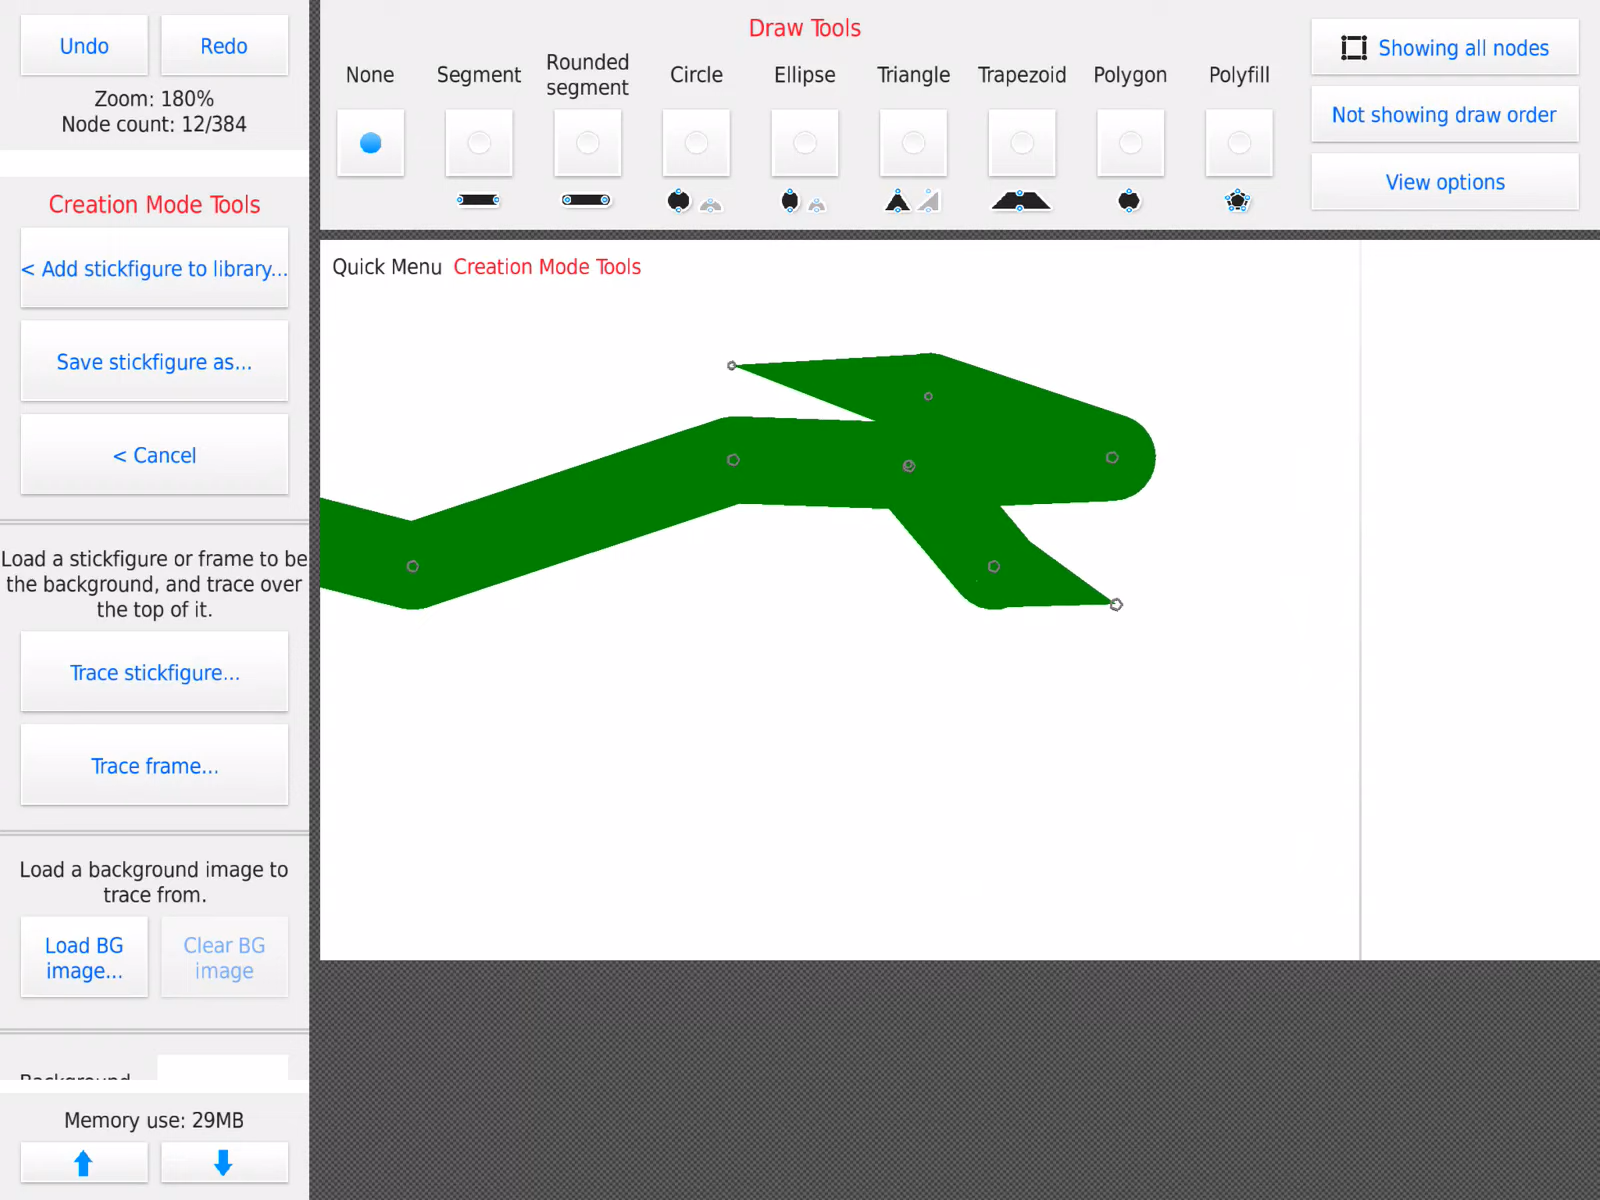 Undo
Redo
Zoom: 180%
Node count: 12/384
Creation Mode Tools
< Add stickfigure to library...
Save stickfigure as...
< Cancel
Load a stickfigure or frame to be
the background, and trace over
the top of it.
Trace stickfigure...
Trace frame...
Load a background image to
trace from.
Load BG
image...
Clear BG
image
Background
Memory use: 29MB
Draw Tools
None
Segment
Rounded
segment
Circle
Ellipse
Triangle
Trapezoid
Polygon
Polyfill
Showing all nodes
Not showing draw order
View options
Quick Menu Creation Mode Tools